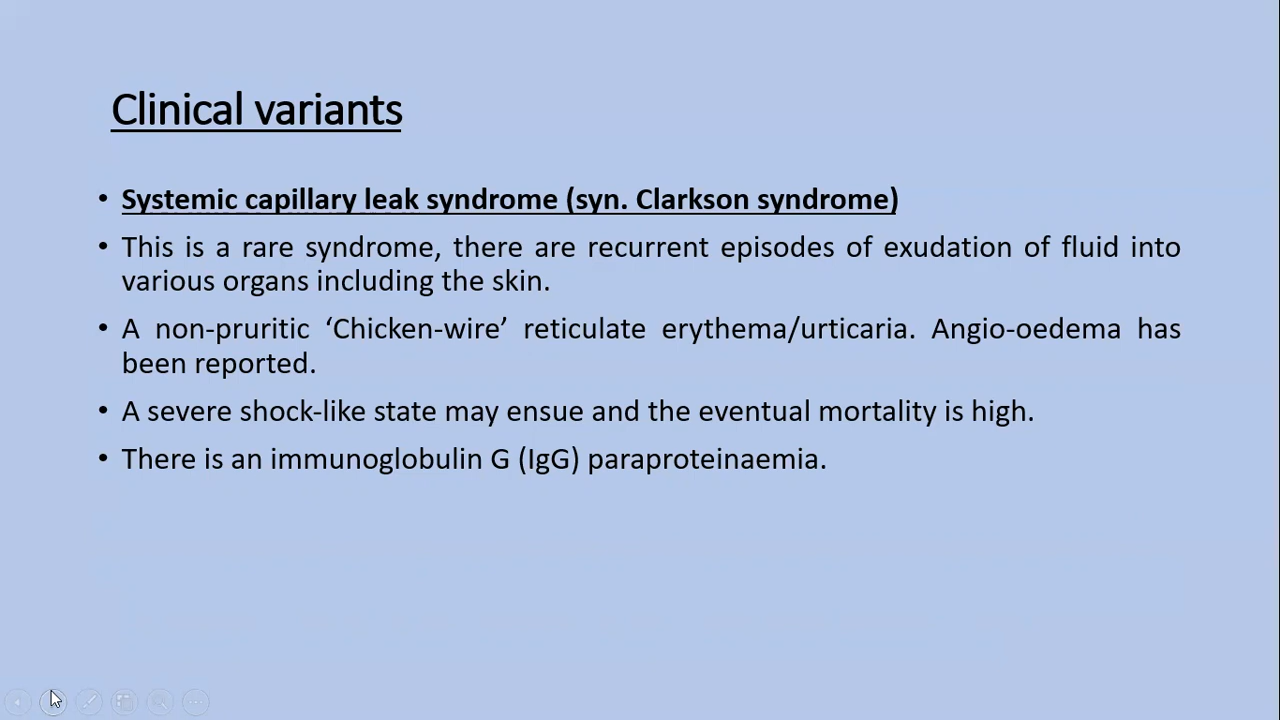 Clinical variants
• Systemic capillary leak syndrome (syn. Clarkson syndrome)
• This is a rare syndrome, there are recurrent episodes of exudation of fluid into
various organs including the skin.
• A non-pruritic ‘Chicken-wire’ reticulate erythema/urticaria. Angio-oedema has
been reported.
• A severe shock-like state may ensue and the eventual mortality is high.
• There is an immunoglobulin G (IgG) paraproteinaemia.